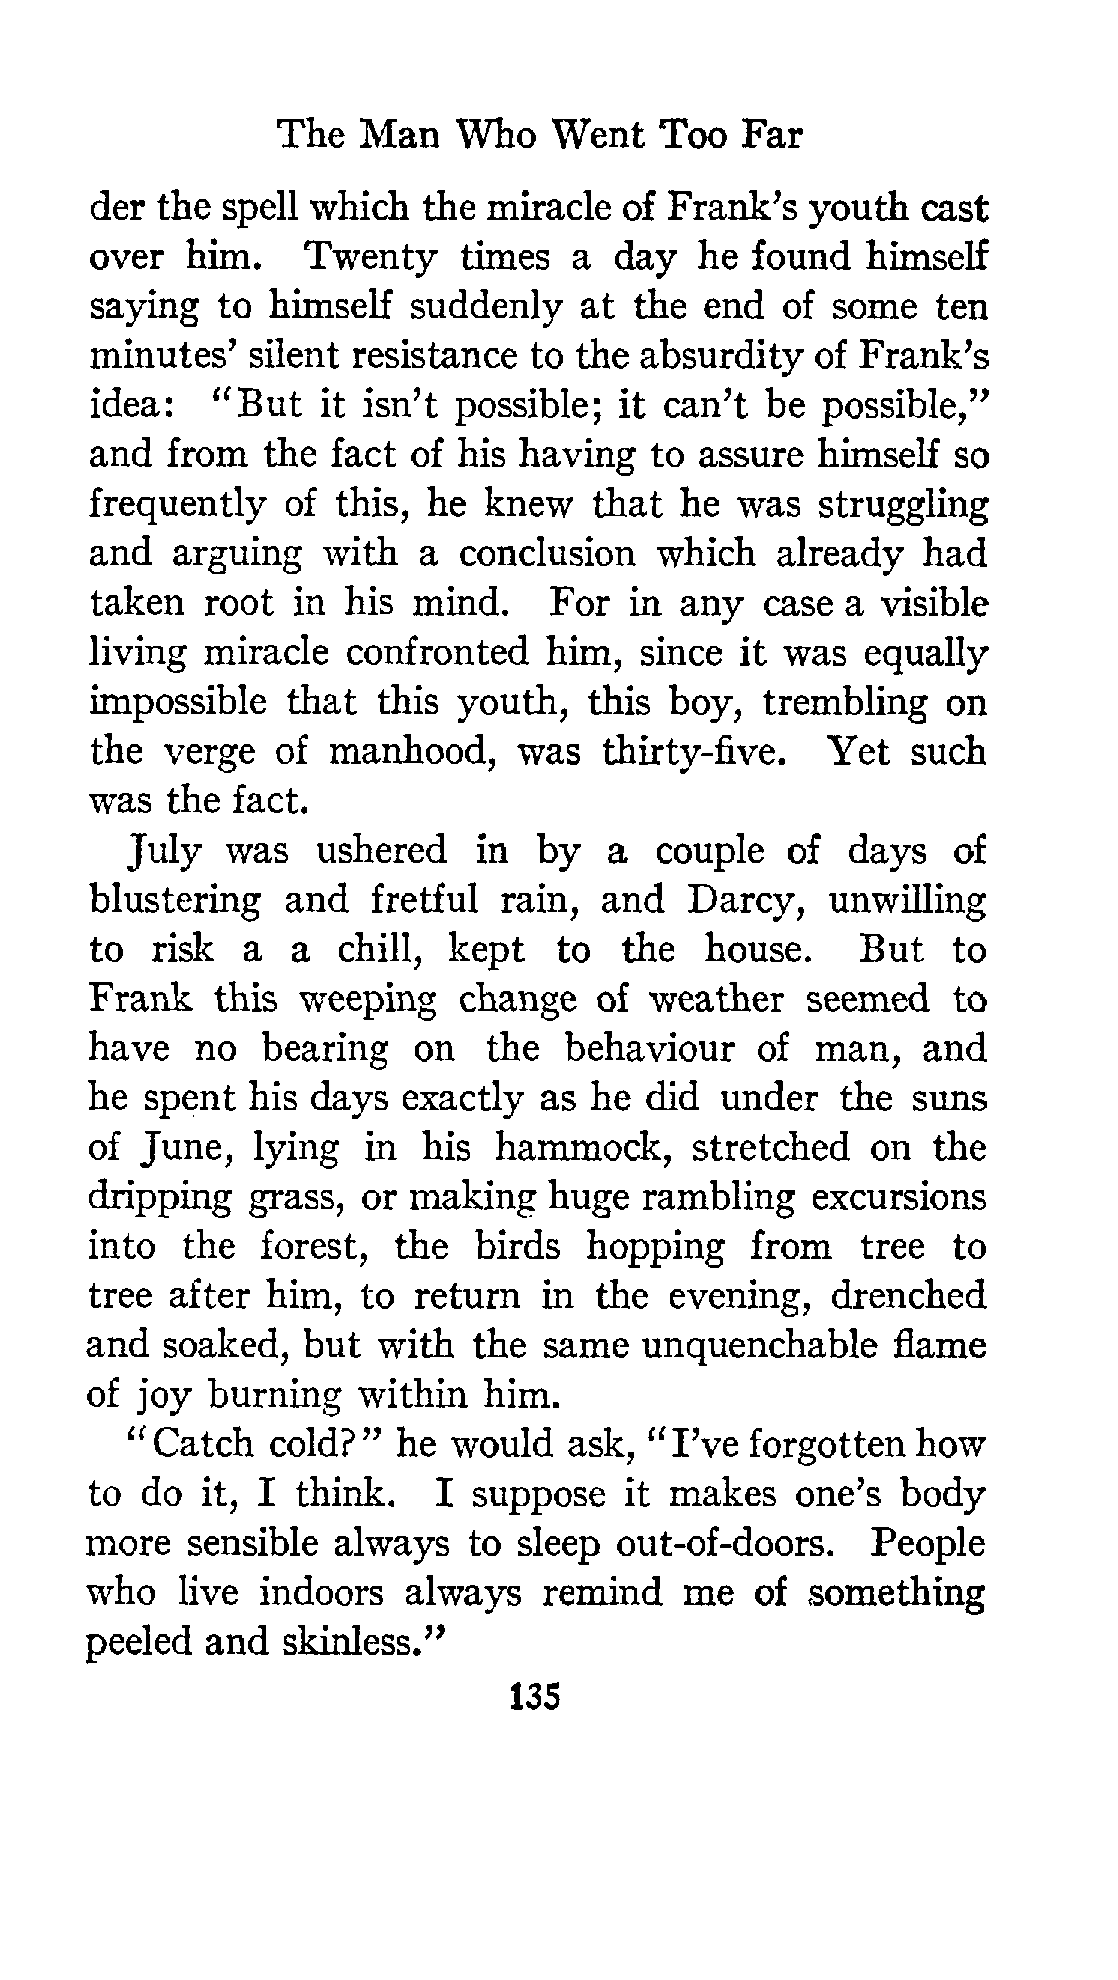 The Man Who Went Too Far
der the spell which the miracle of Frank's youth cast
over him. Twenty times a day he found himself
saying to himself suddenly at the end of some ten
minutes' silent resistance to the absurdity of Frank's
idea: "But it isn't possible; it can't be possible,"
and from the fact of his having to assure himself so
frequently of this, he knew that he was struggling
and arguing with a conclusion which already had
taken root in his mind. For in any case a visible
living miracle confronted him, since it was equally
impossible that this youth, this boy, trembling on
the verge of manhood, was thirty-five. Yet such
was the fact.
July was ushered in by a couple of days of
blustering and fretful rain, and Darcy, unwilling
to risk a a chill, kept to the house. But to
Frank this weeping change of weather seemed to
have no bearing on the behaviour of man, and
he spent his days exactly as he did under the suns
of June, lying in his hammock, stretched on the
dripping grass, or making huge rambling excursions
into the forest, the birds hopping from tree to
tree after him, to return in the evening, drenched
and soaked, but with the same unquenchable flame
of joy burning within him.
"Catch cold?" he would ask, "I've forgotten how
to do it, I think. I suppose it makes one's body
more sensible always to sleep out-of-doors. People
who live indoors always remind me of something
peeled and skinless."
135